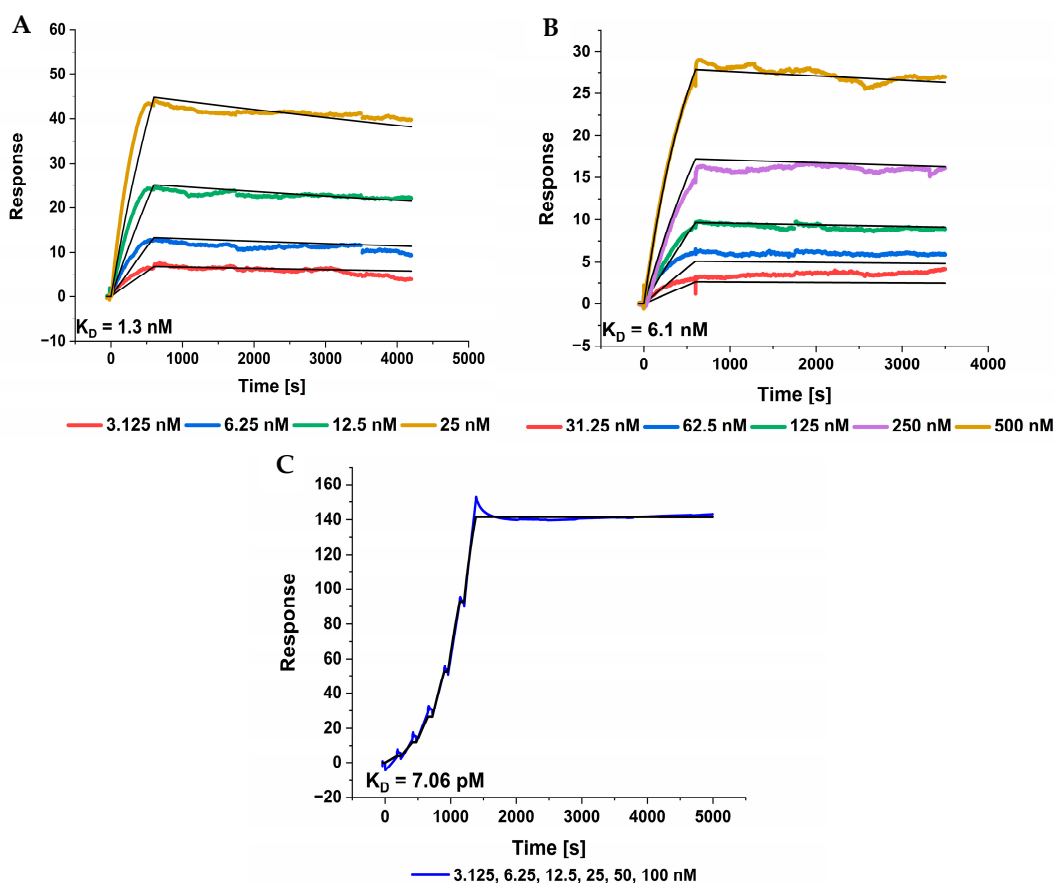 A
60
50
40
30
20
10
0
−10
Response
K_D = 1.3 nM
0 1000 2000 3000 4000 5000
Time [s]
3.125 nM 6.25 nM 12.5 nM 25 nM
B
30
25
20
15
10
5
0
−5
Response
K_D = 6.1 nM
0 1000 2000 3000 4000
Time [s]
31.25 nM 62.5 nM 125 nM 250 nM 500 nM
C
160
140
120
100
80
60
40
20
0
−20
Response
K_D = 7.06 pM
0 1000 2000 3000 4000 5000
Time [s]
3.125, 6.25, 12.5, 25, 50, 100 nM